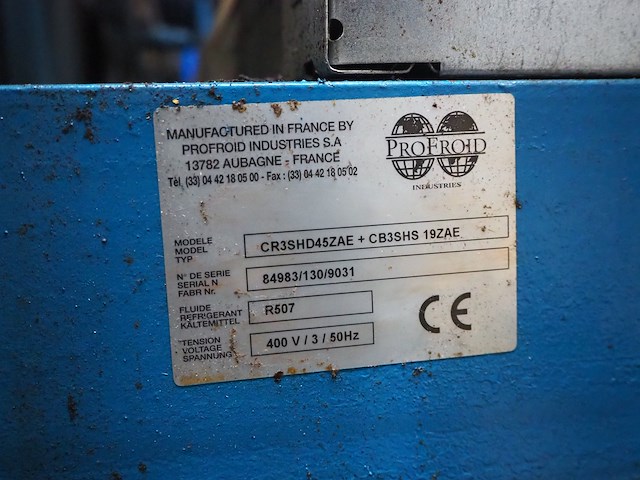 MANUFACTURED IN FRANCE BY
PROFROID INDUSTRIES S.A
13782 AUBAGNE - FRANCE
Tél. (33) 04 42 18 05 00 - Fax : (33) 04 42 18 05 02
PROFROID
INDUSTRIES
MODELE
MODEL
TYP
CR3SHD45ZAE + CB3SHS 19ZAE
N° DE SERIE
SERIAL N
FABR Nr.
84983/130/9031
FLUIDE
REFRIGERANT
KÄLTEMITTEL
R507
TENSION
VOLTAGE
SPANNUNG
400 V / 3 / 50Hz
CE